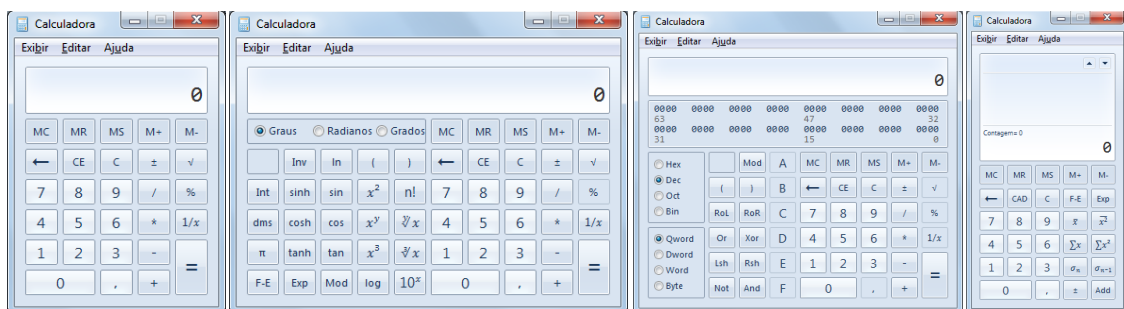 Calculadora
Exibir Editar Ajuda
0
MC MR MS M+ M-
← CE C ± √
7 8 9 / %
4 5 6 * 1/x
1 2 3 - =
0 , +
Calculadora
Exibir Editar Ajuda
0
Graus Radianos Grados MC MR MS M+ M-
Inv ln ( ) ← CE C ± √
Int sinh sin x² n! 7 8 9 / %
dms cosh cos xʸ ʸ√x 4 5 6 * 1/x
π tanh tan x³ ³√x 1 2 3 - =
F-E Exp Mod log 10ˣ 0 , +
Calculadora
Exibir Editar Ajuda
0
0000 0000 0000 0000 0000 0000 0000 0000
63 47 32
0000 0000 0000 0000 0000 0000 0000 0000
31 15 0
Hex Mod A MC MR MS M+ M-
Dec ( ) B ← CE C ± √
Oct
Bin RoL RoR C 7 8 9 / %
Qword Or Xor D 4 5 6 * 1/x
Dword
Word Lsh Rsh E 1 2 3 - =
Byte Not And F 0 , +
Calculadora
Exibir Editar Ajuda
Contagem= 0
0
MC MR MS M+ M-
← CAD C F-E Exp
7 8 9 x̄ x̄²
4 5 6 Σx Σx²
1 2 3 σₙ σₙ₋₁
0 , ± Add